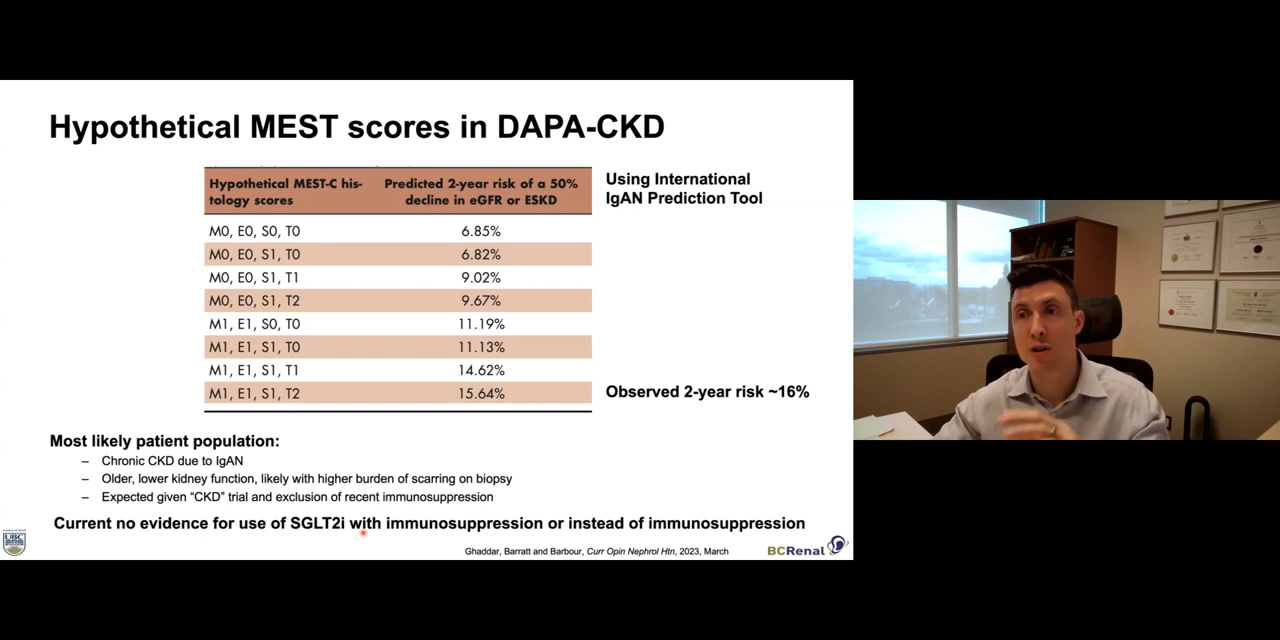 Hypothetical MEST scores in DAPA-CKD
Hypothetical MEST-C his-
tology scores
Predicted 2-year risk of a 50%
decline in eGFR or ESKD
M0, E0, S0, T0 6.85%
M0, E0, S1, T0 6.82%
M0, E0, S1, T1 9.02%
M0, E0, S1, T2 9.67%
M1, E1, S0, T0 11.19%
M1, E1, S1, T0 11.13%
M1, E1, S1, T1 14.62%
M1, E1, S1, T2 15.64%
Using International
IgAN Prediction Tool
Observed 2-year risk ~16%
Most likely patient population:
– Chronic CKD due to IgAN
– Older, lower kidney function, likely with higher burden of scarring on biopsy
– Expected given “CKD” trial and exclusion of recent immunosuppression
Current no evidence for use of SGLT2i with immunosuppression or instead of immunosuppression
UBC
Ghaddar, Barratt and Barbour, Curr Opin Nephrol Htn, 2023, March
BCRenal